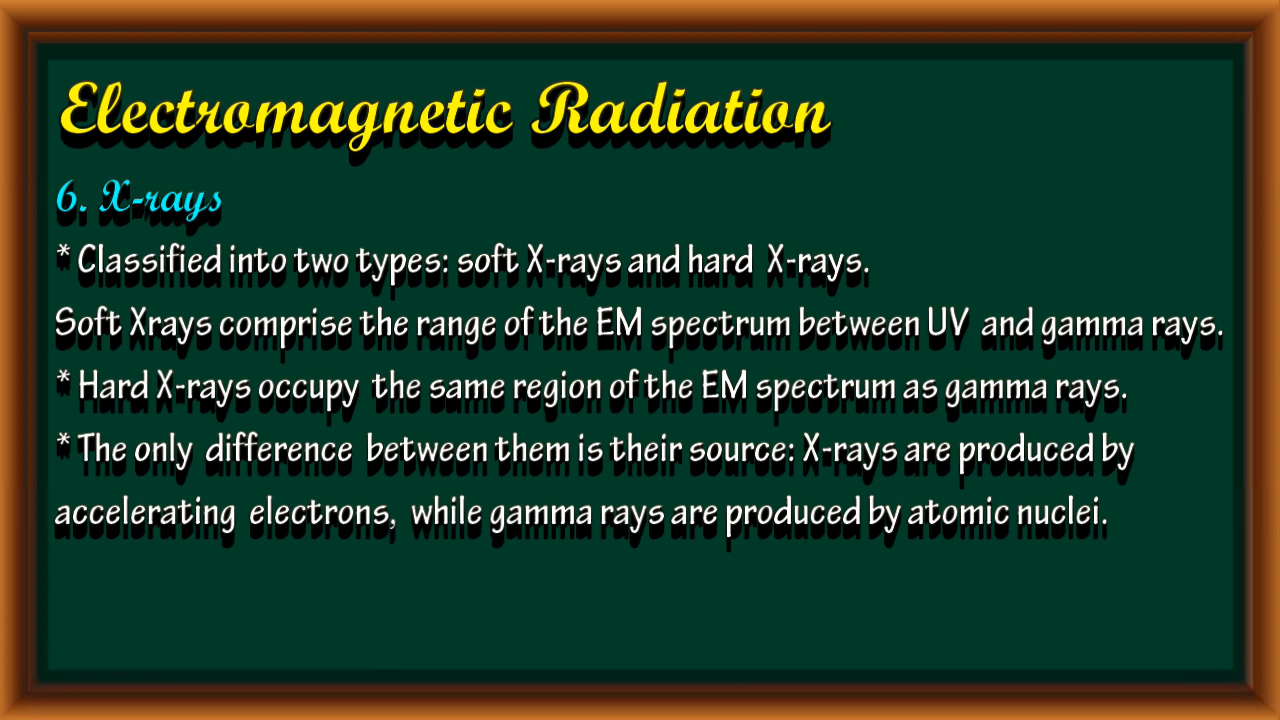 Electromagnetic Radiation
6. X-rays
* Classified into two types: soft X-rays and hard X-rays.
Soft Xrays comprise the range of the EM spectrum between UV and gamma rays.
* Hard X-rays occupy the same region of the EM spectrum as gamma rays.
* The only difference between them is their source: X-rays are produced by
accelerating electrons, while gamma rays are produced by atomic nuclei.